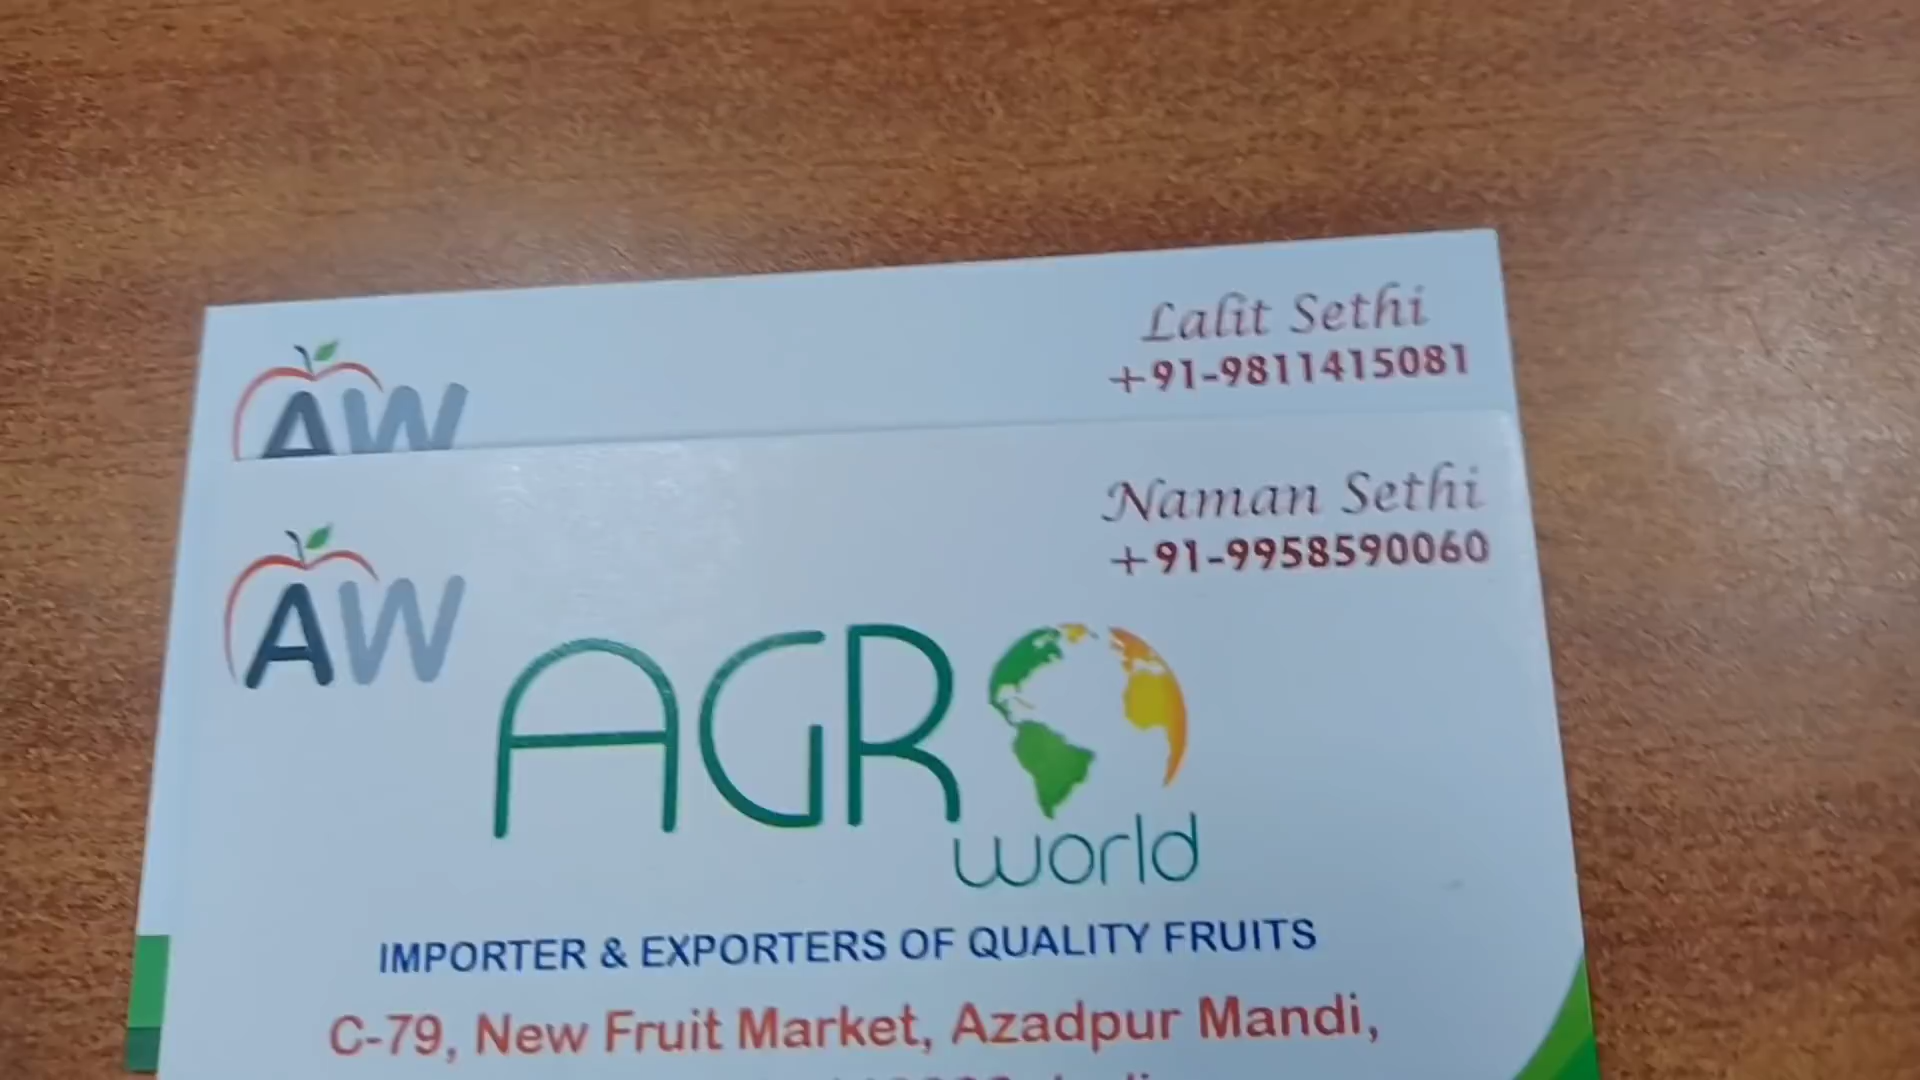 Lalit Sethi
+91-9811415081
AW
Naman Sethi
+91-9958590060
AW
AGRO
world
IMPORTER & EXPORTERS OF QUALITY FRUITS
C-79, New Fruit Market, Azadpur Mandi,